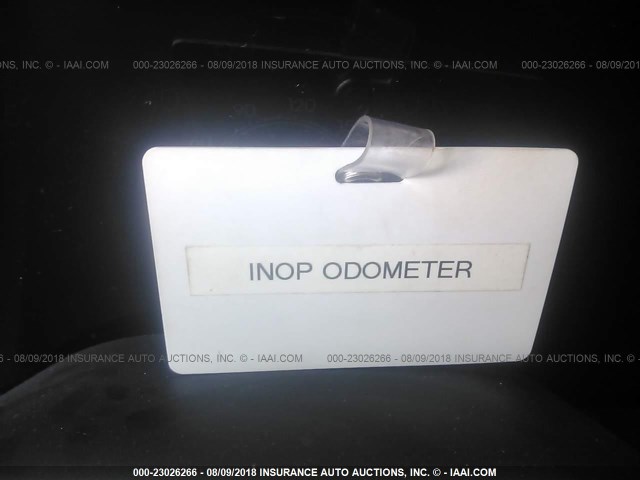 NS, INC. © - IAAI.COM 000-23026266 - 08/09/2018 INSURANCE AUTO AUCTIONS, INC. © - IAAI.COM 000-23026266 - 08/09/2018
INOP ODOMETER
6 - 08/09/2018 INSURANCE AUTO AUCTIONS, INC. © - IAAI.COM 000-23026266 - 08/09/2018 INSURANCE AUTO AUCTIONS, INC. © - IA
000-23026266 - 08/09/2018 INSURANCE AUTO AUCTIONS, INC. © - IAAI.COM